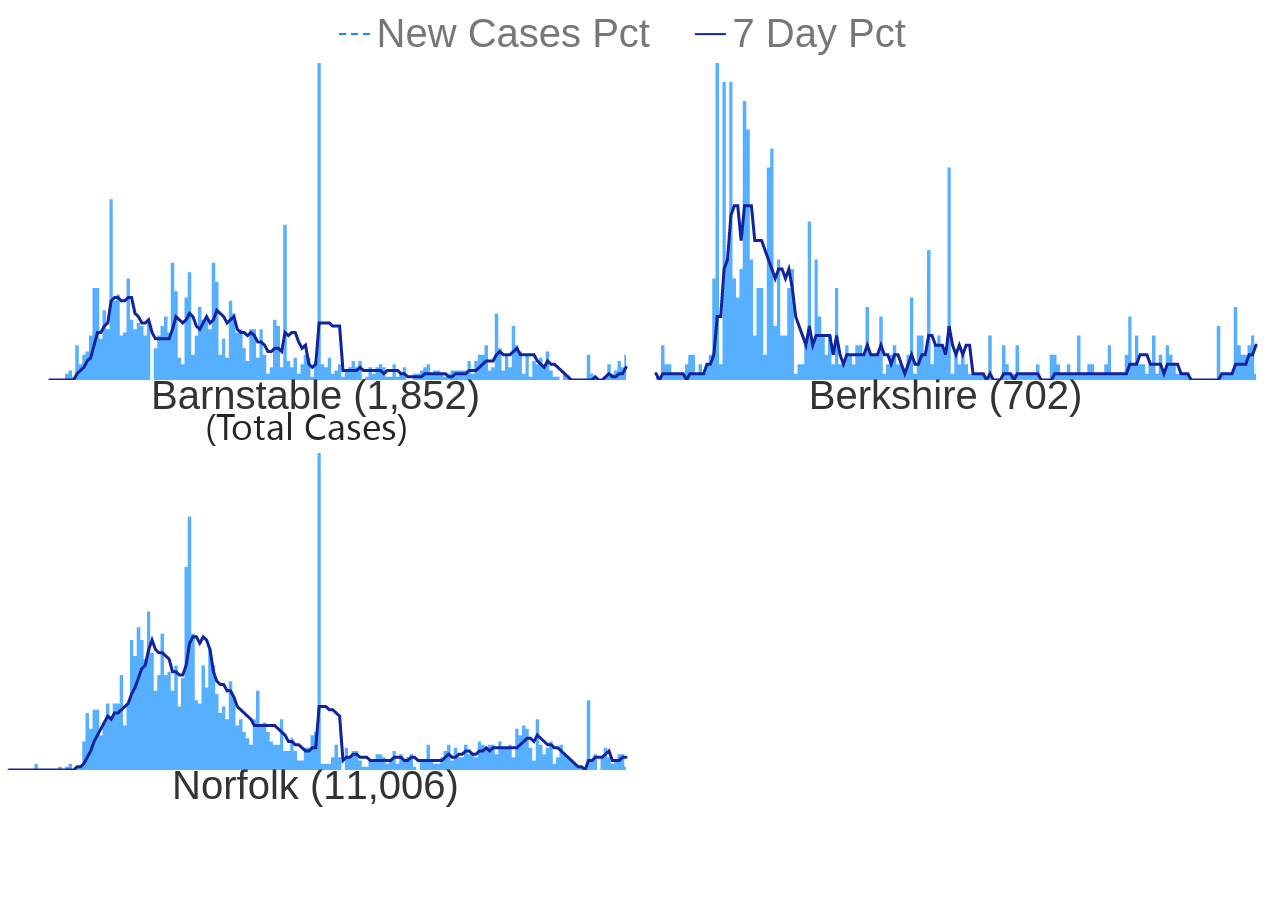 New Cases Pct 7 Day Pct
Barnstable (1,852)
(Total Cases)
Berkshire (702)
Norfolk (11,006)